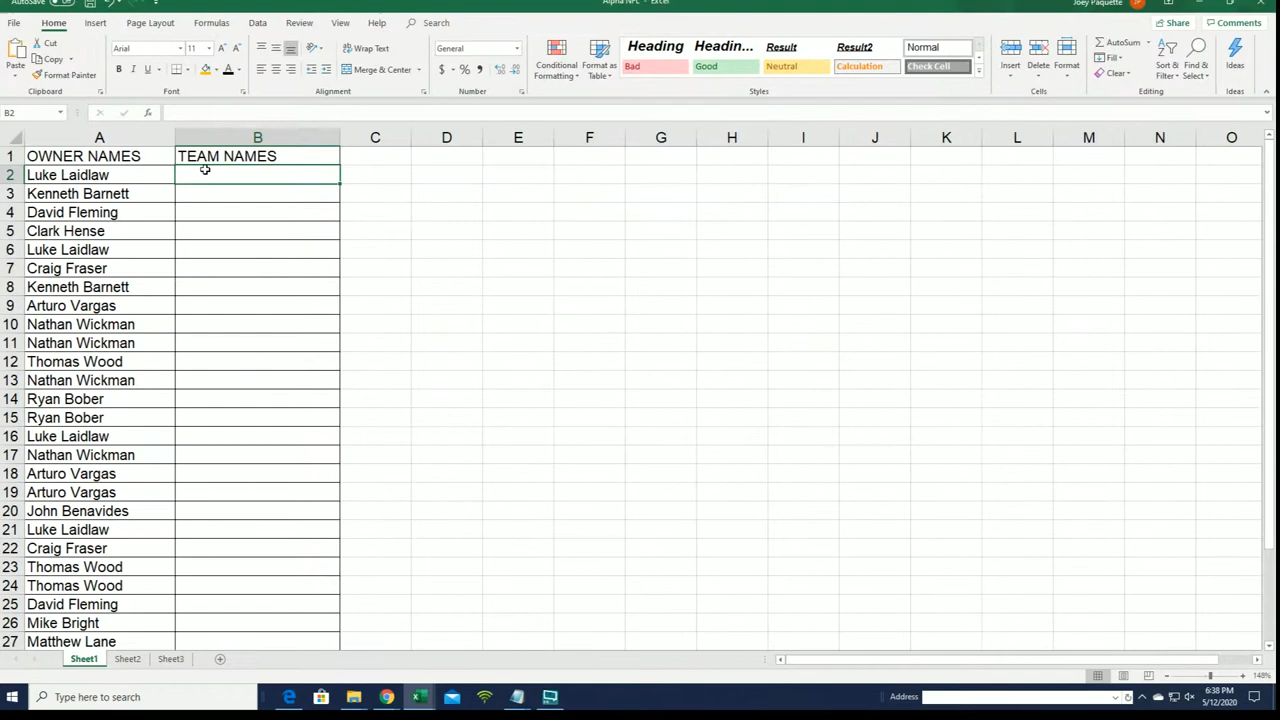 AutoSave Off Alpha NFL - Excel Joey Paquette JP
File Home Insert Page Layout Formulas Data Review View Help Search Share Comments
Paste Cut Copy Format Painter Clipboard
Arial 11 A A B I U A Font
Wrap Text Merge & Center Alignment
General $ % , Number
Conditional Formatting Format as Table
Heading Headin... Result Result2 Normal
Bad Good Neutral Calculation Check Cell
Styles
Insert Delete Format Cells
AutoSum Fill Clear Sort & Filter Find & Select Editing
Ideas Ideas
B2 fx
A B C D E F G H I J K L M N O
1 OWNER NAMES TEAM NAMES
2 Luke Laidlaw
3 Kenneth Barnett
4 David Fleming
5 Clark Hense
6 Luke Laidlaw
7 Craig Fraser
8 Kenneth Barnett
9 Arturo Vargas
10 Nathan Wickman
11 Nathan Wickman
12 Thomas Wood
13 Nathan Wickman
14 Ryan Bober
15 Ryan Bober
16 Luke Laidlaw
17 Nathan Wickman
18 Arturo Vargas
19 Arturo Vargas
20 John Benavides
21 Luke Laidlaw
22 Craig Fraser
23 Thomas Wood
24 Thomas Wood
25 David Fleming
26 Mike Bright
27 Matthew Lane
Sheet1 Sheet2 Sheet3
148%
Type here to search Address 6:38 PM
5/12/2020